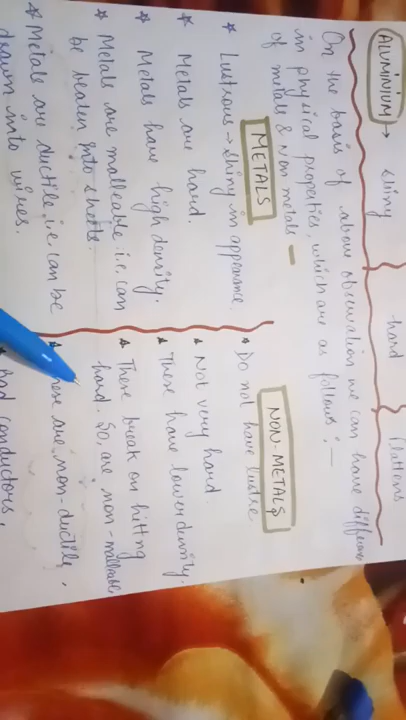 ALUMINIUM → shiny hard flattens
On the basis of above observation we can have difference
in physical properties, which are as follows :-
of metals & non metals -
METALS
* Lustrous → shiny in appearance.
* Metals are hard.
* Metals have high density.
* Metals are malleable i.e. can
be beaten into sheets.
* Metals are ductile i.e can be
drawn into wires.
NON-METALS
* Do not have lustre
* Not very hard.
* These have lower density.
* These break on hitting
hard. So, are non-malleable
* These are non-ductile.
* Bad conductors.